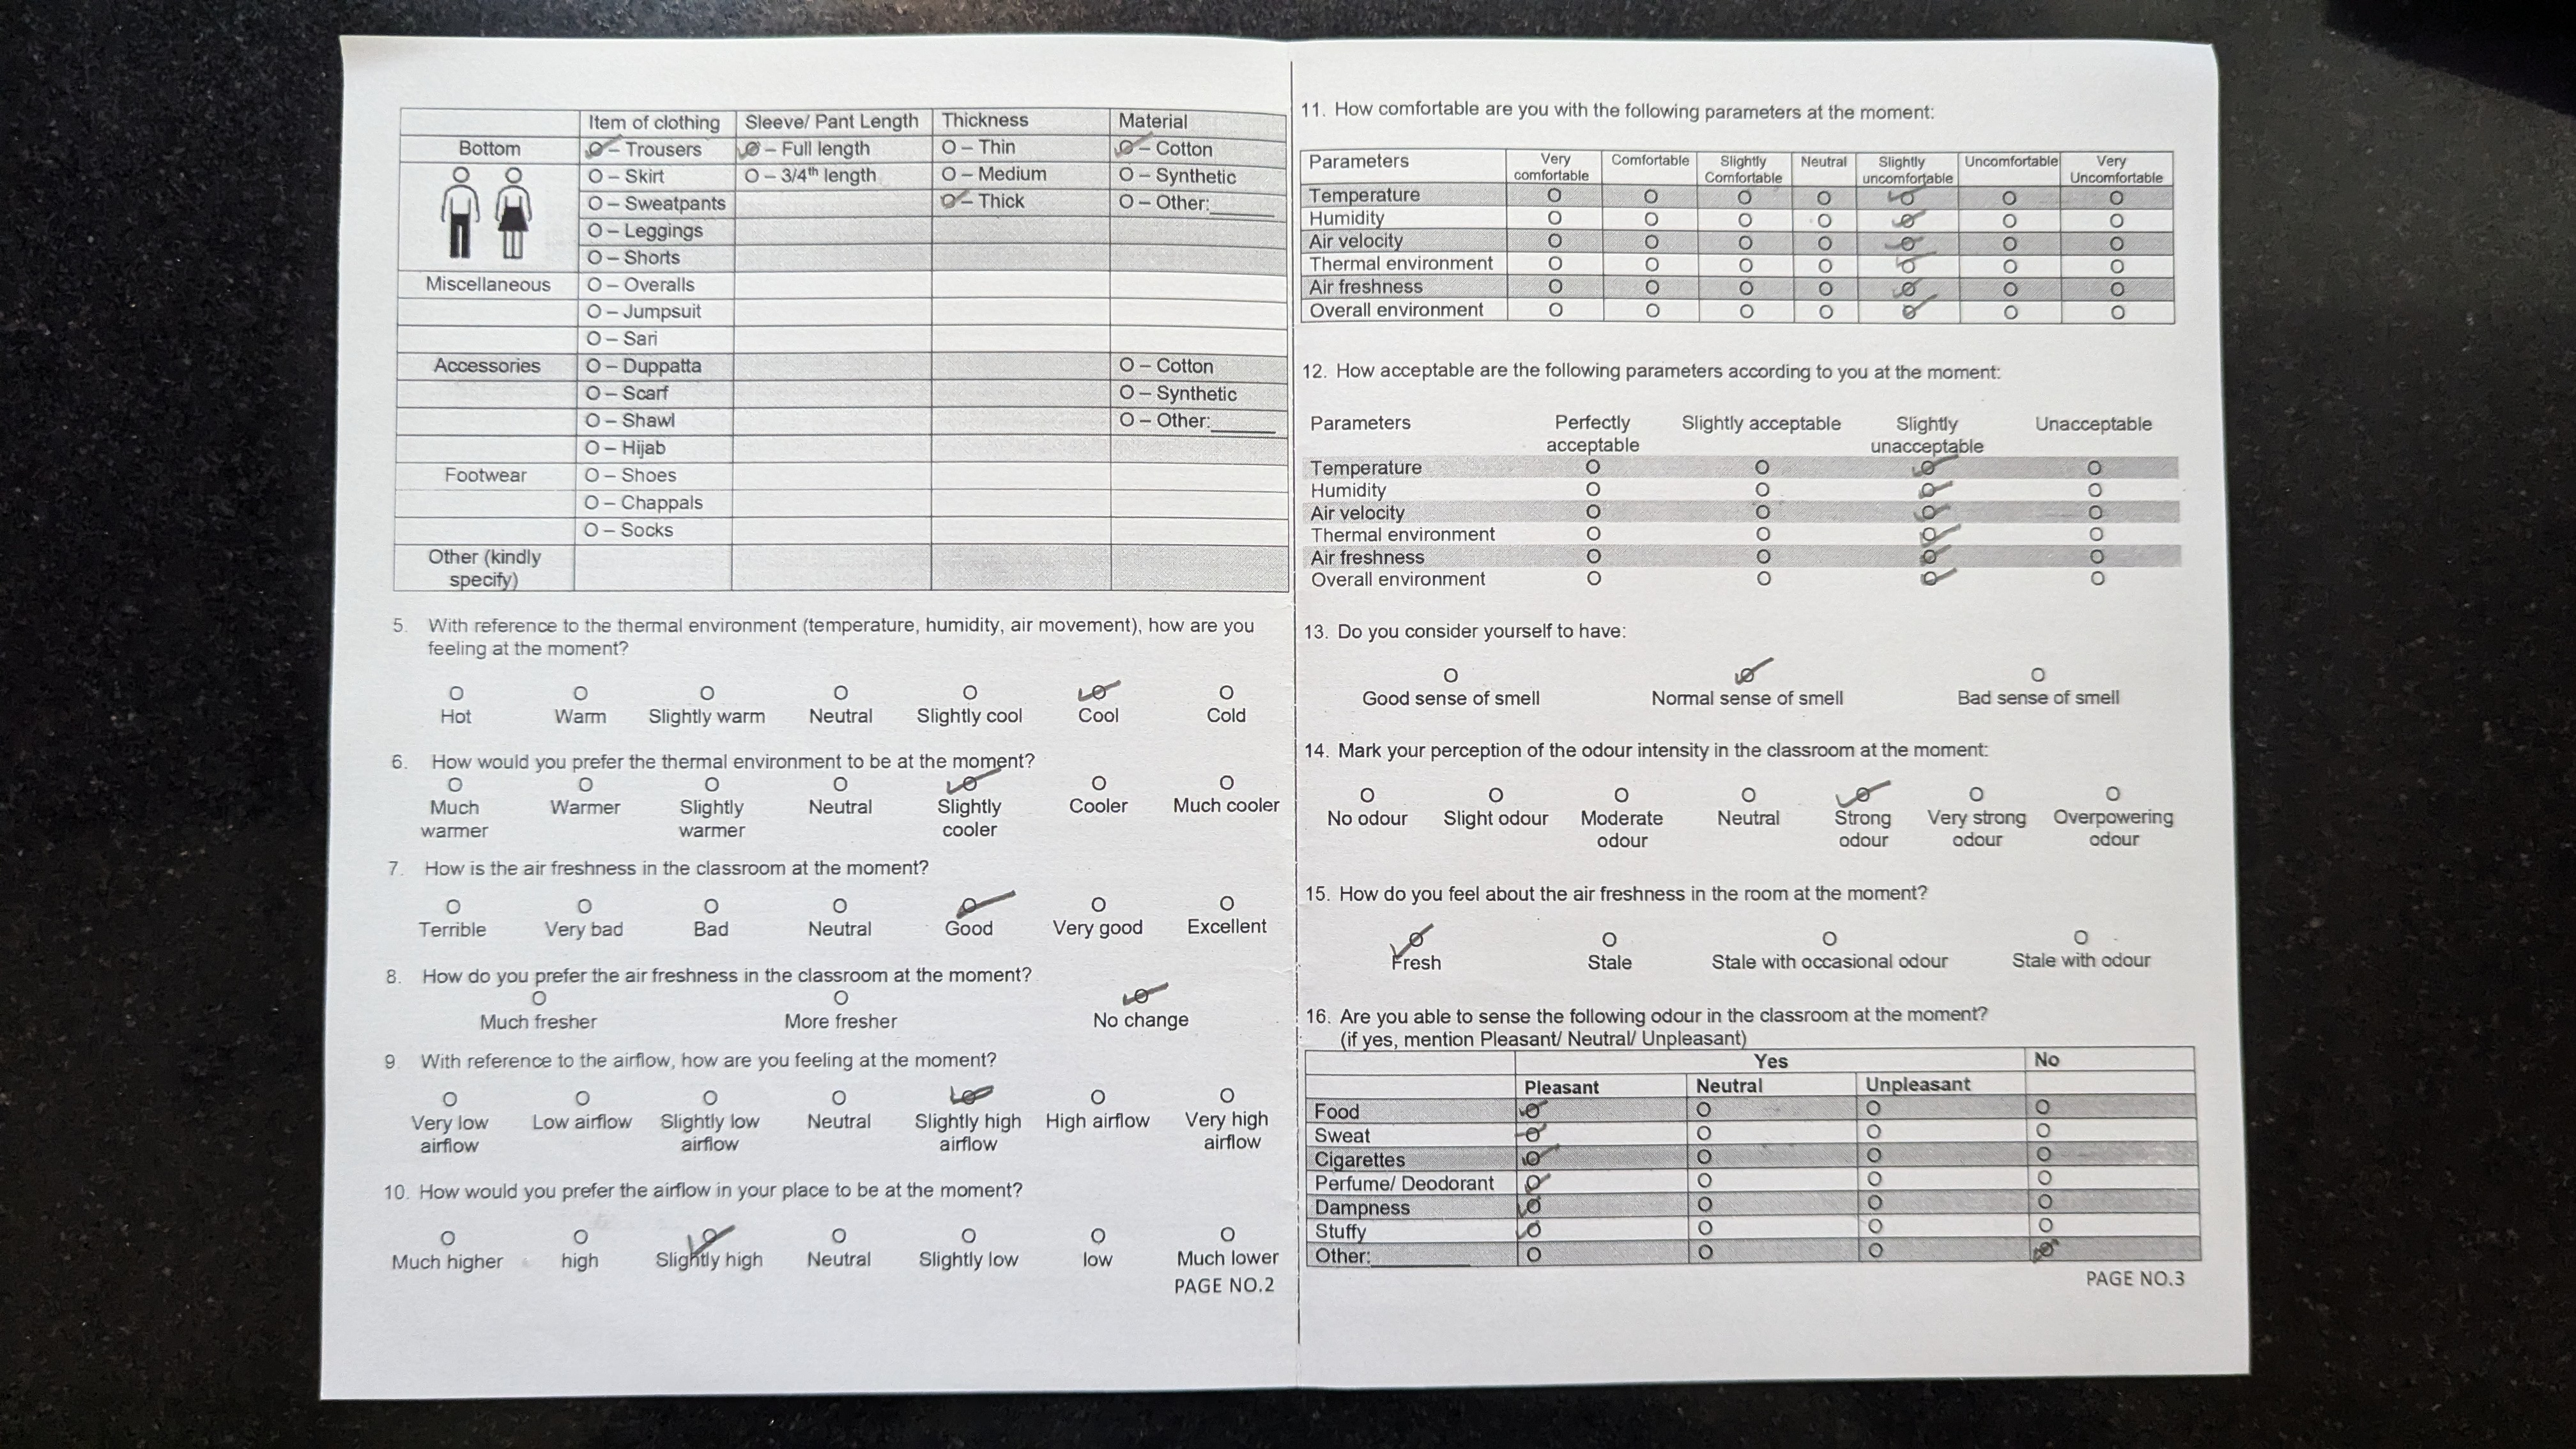 Item of clothing Sleeve/ Pant Length Thickness Material
Bottom O – Trousers O – Full length O – Thin O – Cotton
O – Skirt O – 3/4th length O – Medium O – Synthetic
O – Sweatpants O – Thick O – Other:______
O – Leggings
O – Shorts
Miscellaneous O – Overalls
O – Jumpsuit
O – Sari
Accessories O – Duppatta O – Cotton
O – Scarf O – Synthetic
O – Shawl O – Other:______
O – Hijab
Footwear O – Shoes
O – Chappals
O – Socks
Other (kindly
specify)
5. With reference to the thermal environment (temperature, humidity, air movement), how are you
feeling at the moment?
O O O O O O O
Hot Warm Slightly warm Neutral Slightly cool Cool Cold
6. How would you prefer the thermal environment to be at the moment?
O O O O O O O
Much Warmer Slightly Neutral Slightly Cooler Much cooler
warmer warmer cooler
7. How is the air freshness in the classroom at the moment?
O O O O O O O
Terrible Very bad Bad Neutral Good Very good Excellent
8. How do you prefer the air freshness in the classroom at the moment?
O O O
Much fresher More fresher No change
9. With reference to the airflow, how are you feeling at the moment?
O O O O O O O
Very low Low airflow Slightly low Neutral Slightly high High airflow Very high
airflow airflow airflow airflow
10. How would you prefer the airflow in your place to be at the moment?
O O O O O O O
Much higher high Slightly high Neutral Slightly low low Much lower
PAGE NO.2
11. How comfortable are you with the following parameters at the moment:
Parameters Very Comfortable Slightly Neutral Slightly Uncomfortable Very
comfortable Comfortable uncomfortable Uncomfortable
Temperature O O O O O O O
Humidity O O O O O O O
Air velocity O O O O O O O
Thermal environment O O O O O O O
Air freshness O O O O O O O
Overall environment O O O O O O O
12. How acceptable are the following parameters according to you at the moment:
Parameters Perfectly Slightly acceptable Slightly Unacceptable
acceptable unacceptable
Temperature O O O O
Humidity O O O O
Air velocity O O O O
Thermal environment O O O O
Air freshness O O O O
Overall environment O O O O
13. Do you consider yourself to have:
O O O
Good sense of smell Normal sense of smell Bad sense of smell
14. Mark your perception of the odour intensity in the classroom at the moment:
O O O O O O O
No odour Slight odour Moderate Neutral Strong Very strong Overpowering
odour odour odour odour
15. How do you feel about the air freshness in the room at the moment?
O O O O
Fresh Stale Stale with occasional odour Stale with odour
16. Are you able to sense the following odour in the classroom at the moment?
(if yes, mention Pleasant/ Neutral/ Unpleasant)
Yes No
Pleasant Neutral Unpleasant
Food O O O O
Sweat O O O O
Cigarettes O O O O
Perfume/ Deodorant O O O O
Dampness O O O O
Stuffy O O O O
Other:__________ O O O O
PAGE NO.3